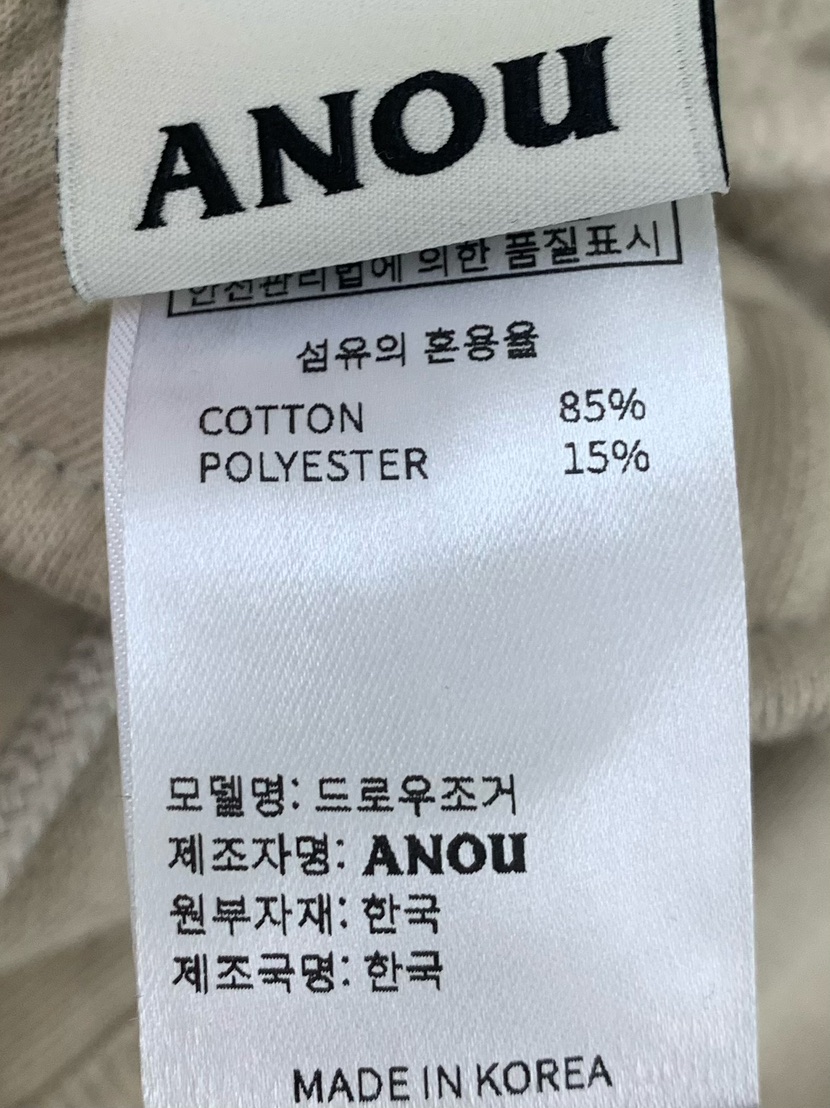 ANOU
안전관리법에 의한 품질표시
섬유의 혼용율
COTTON 85%
POLYESTER 15%
모델명: 드로우조거
제조자명: ANOU
원부자재: 한국
제조국명: 한국
MADE IN KOREA